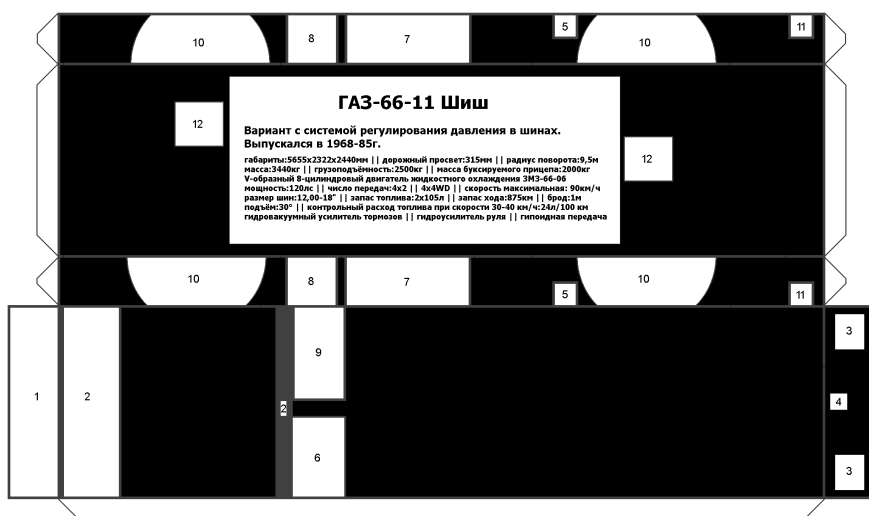 10
8
7
5
10
11
ГАЗ-66-11 Шиш
12
Вариант с системой регулирования давления в шинах.
Выпускался в 1968-85г.
12
габариты:5655х2322х2440мм || дорожный просвет:315мм || радиус поворота:9,5м
масса:3440кг || грузоподъёмность:2500кг || масса буксируемого прицепа:2000кг
V-образный 8-цилиндровый двигатель жидкостного охлаждения ЗМЗ-66-06
мощность:120лс || число передач:4х2 || 4x4WD || скорость максимальная: 90км/ч
размер шин:12,00-18" || запас топлива:2х105л || запас хода:875км || брод:1м
подъём:30° || контрольный расход топлива при скорости 30-40 км/ч:24л/100 км
гидровакуумный усилитель тормозов || гидроусилитель руля || гипоидная передача
10
8
7
5
10
11
3
9
1
2
2
4
6
3